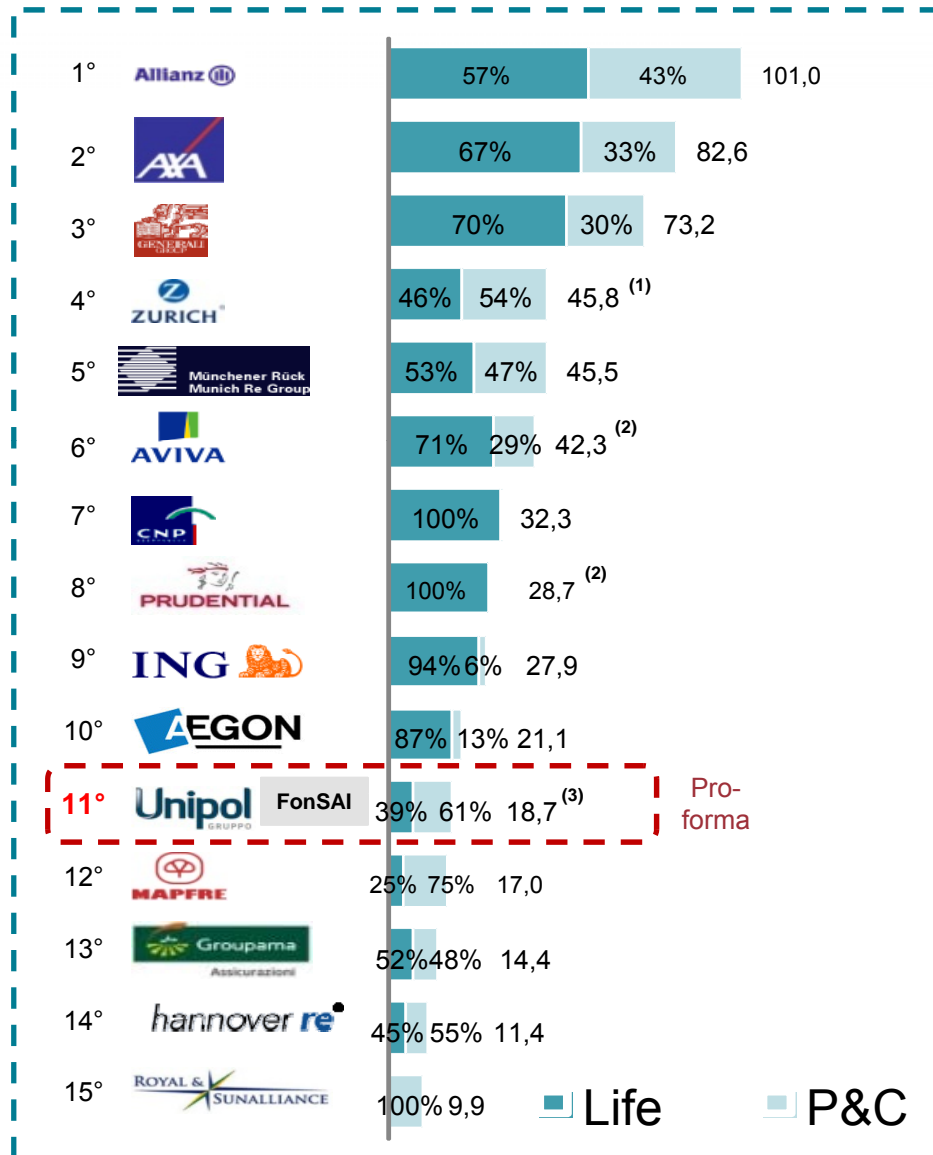 1° Allianz 57% 43% 101,0
2° AXA 67% 33% 82,6
3° GENERALI GROUP 70% 30% 73,2
4° ZURICH 46% 54% 45,8 (1)
5° Münchener Rück Munich Re Group 53% 47% 45,5
6° AVIVA 71% 29% 42,3 (2)
7° CNP 100% 32,3
8° PRUDENTIAL 100% 28,7 (2)
9° ING 94% 6% 27,9
10° AEGON 87% 13% 21,1
11° Unipol GRUPPO FonSAI 39% 61% 18,7 (3) Pro-
forma
12° MAPFRE 25% 75% 17,0
13° Groupama Assicurazioni 52% 48% 14,4
14° hannover re 45% 55% 11,4
15° ROYAL & SUNALLIANCE 100% 9,9
Life P&C